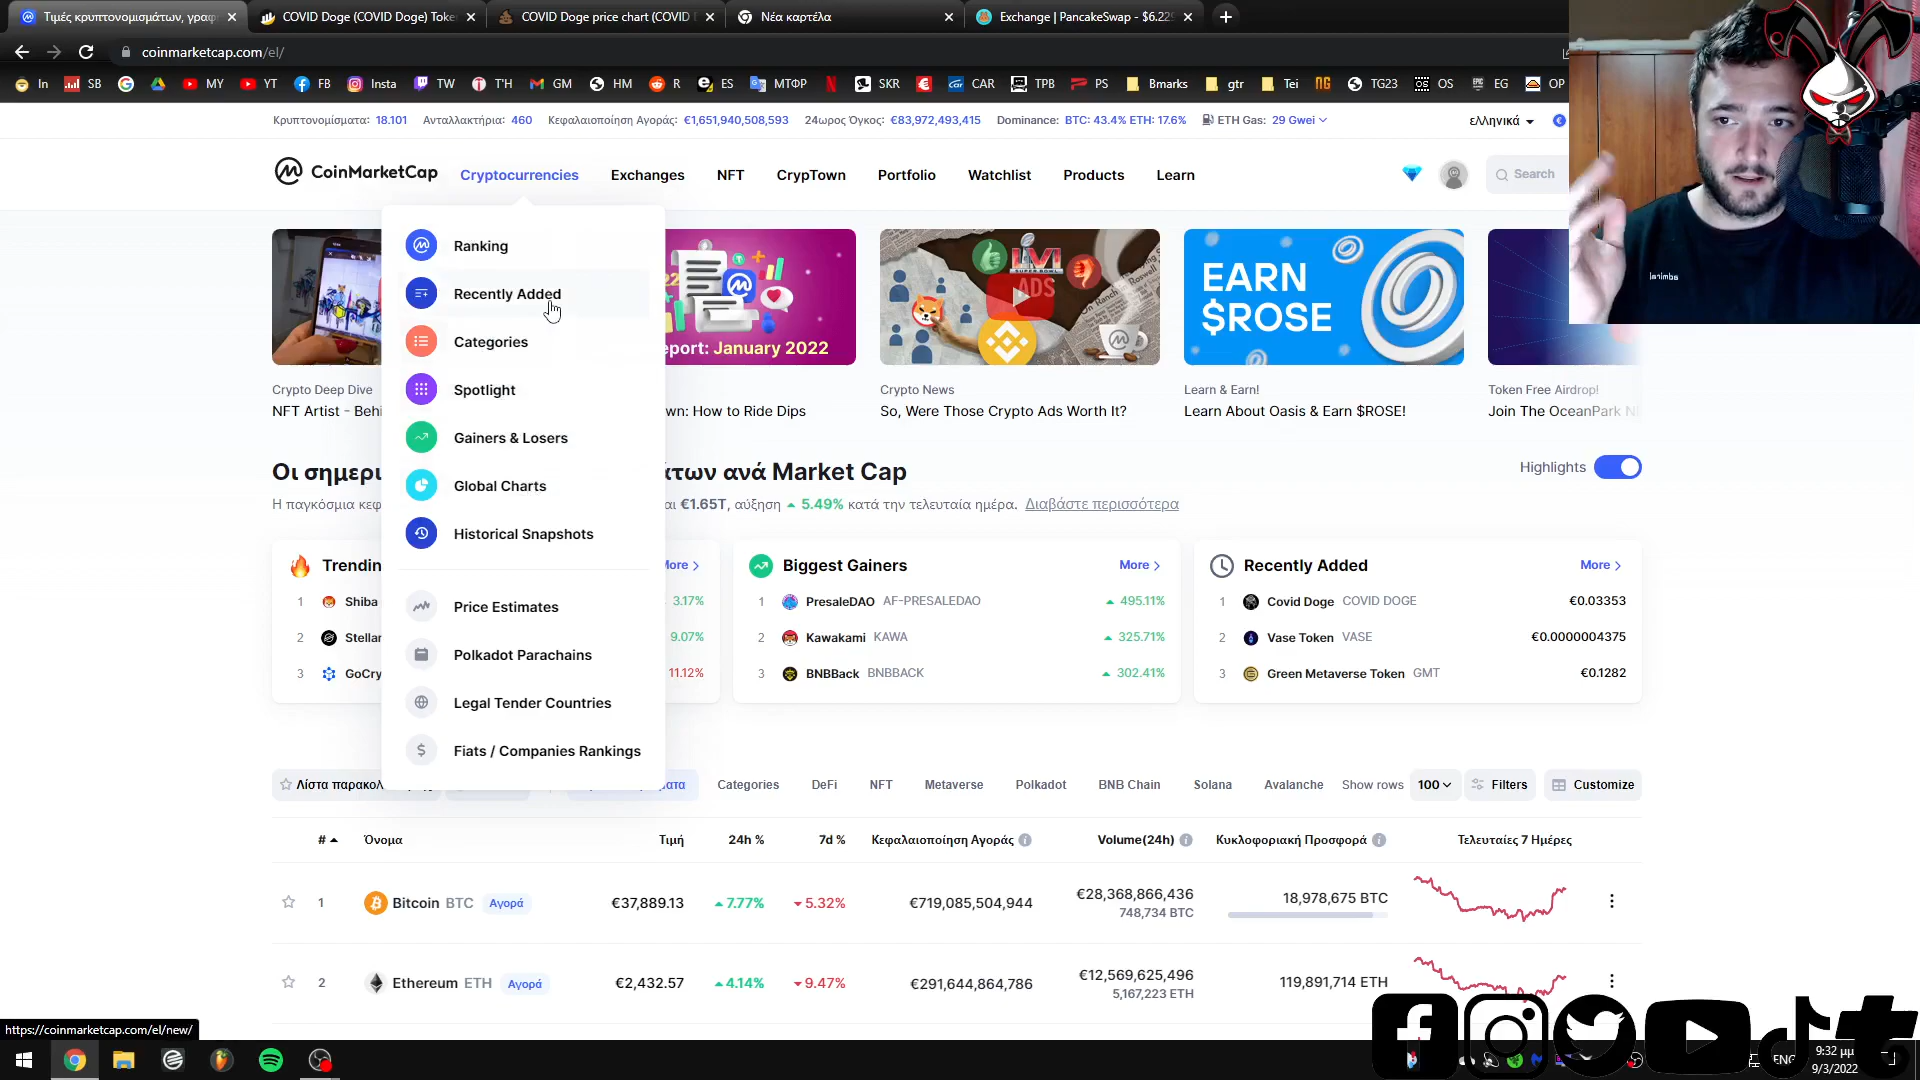 Τιμές κρυπτονομισμάτων, γραφ
COVID Doge (COVID Doge) Toke
COVID Doge price chart (COVID
Νέα καρτέλα
Exchange | PancakeSwap - $6.229
coinmarketcap.com/el/
In SB MY YT FB Insta TW T'H GM HM R ES ΜΤΦΡ SKR CAR TPB PS Bmarks gtr Tei NG TG23 OS EG OP
Κρυπτονομίσματα: 18.101 Ανταλλακτήρια: 460 Κεφαλαιοποίηση Αγοράς: €1,651,940,508,593 24ωρος Όγκος: €83,972,493,415 Dominance: BTC: 43.4% ETH: 17.6% ETH Gas: 29 Gwei
ελληνικά
CoinMarketCap Cryptocurrencies Exchanges NFT CrypTown Portfolio Watchlist Products Learn Search
Ranking
Recently Added
Categories
Spotlight
Gainers & Losers
Global Charts
Historical Snapshots
Price Estimates
Polkadot Parachains
Legal Tender Countries
Fiats / Companies Rankings
eport: January 2022
LVI
SUPER BOWL
ADS
EARN
$ROSE
Crypto Deep Dive
NFT Artist - Behi
wn: How to Ride Dips
Crypto News
So, Were Those Crypto Ads Worth It?
Learn & Earn!
Learn About Oasis & Earn $ROSE!
Token Free Airdrop!
Join The OceanPark N
Οι σημερι
άτων ανά Market Cap
Highlights
Η παγκόσμια κεφ
αι €1.65T, αύξηση 5.49% κατά την τελευταία ημέρα. Διαβάστε περισσότερα
Trendin
More
1 Shiba 3.17%
2 Stellar 9.07%
3 GoCry 11.12%
Biggest Gainers More
1 PresaleDAO AF-PRESALEDAO 495.11%
2 Kawakami KAWA 325.71%
3 BNBBack BNBBACK 302.41%
Recently Added More
1 Covid Doge COVID DOGE €0.03353
2 Vase Token VASE €0.0000004375
3 Green Metaverse Token GMT €0.1282
Λίστα παρακολ
ματα Categories DeFi NFT Metaverse Polkadot BNB Chain Solana Avalanche Show rows 100 Filters Customize
# Όνομα Τιμή 24h % 7d % Κεφαλαιοποίηση Αγοράς Volume(24h) Κυκλοφοριακή Προσφορά Τελευταίες 7 Ημέρες
1 Bitcoin BTC Αγορά €37,889.13 7.77% 5.32% €719,085,504,944 €28,368,866,436 18,978,675 BTC
748,734 BTC
2 Ethereum ETH Αγορά €2,432.57 4.14% 9.47% €291,644,864,786 €12,569,625,496 119,891,714 ETH
5,167,223 ETH
https://coinmarketcap.com/el/new/
ENG
9:32 μμ
9/3/2022